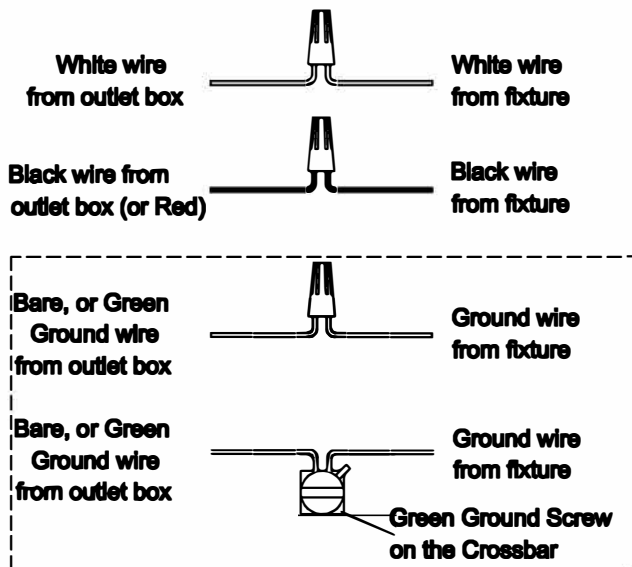 White wire
from outlet box
White wire
from fixture
Black wire from
outlet box (or Red)
Black wire
from fixture
Bare, or Green
Ground wire
from outlet box
Ground wire
from fixture
Bare, or Green
Ground wire
from outlet box
Ground wire
from fixture
Green Ground Screw
on the Crossbar